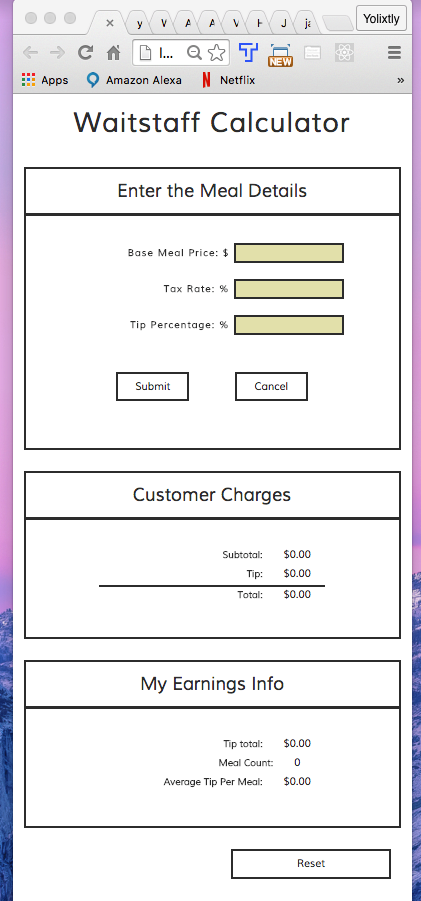 Yolixtly
y
V
A
A
V
H
J
ja
I...
NEW
Apps
Amazon Alexa
Netflix
»
Waitstaff Calculator
Enter the Meal Details
Base Meal Price: $
Tax Rate: %
Tip Percentage: %
Submit Cancel
Customer Charges
Subtotal: $0.00
Tip: $0.00
Total: $0.00
My Earnings Info
Tip total: $0.00
Meal Count: 0
Average Tip Per Meal: $0.00
Reset